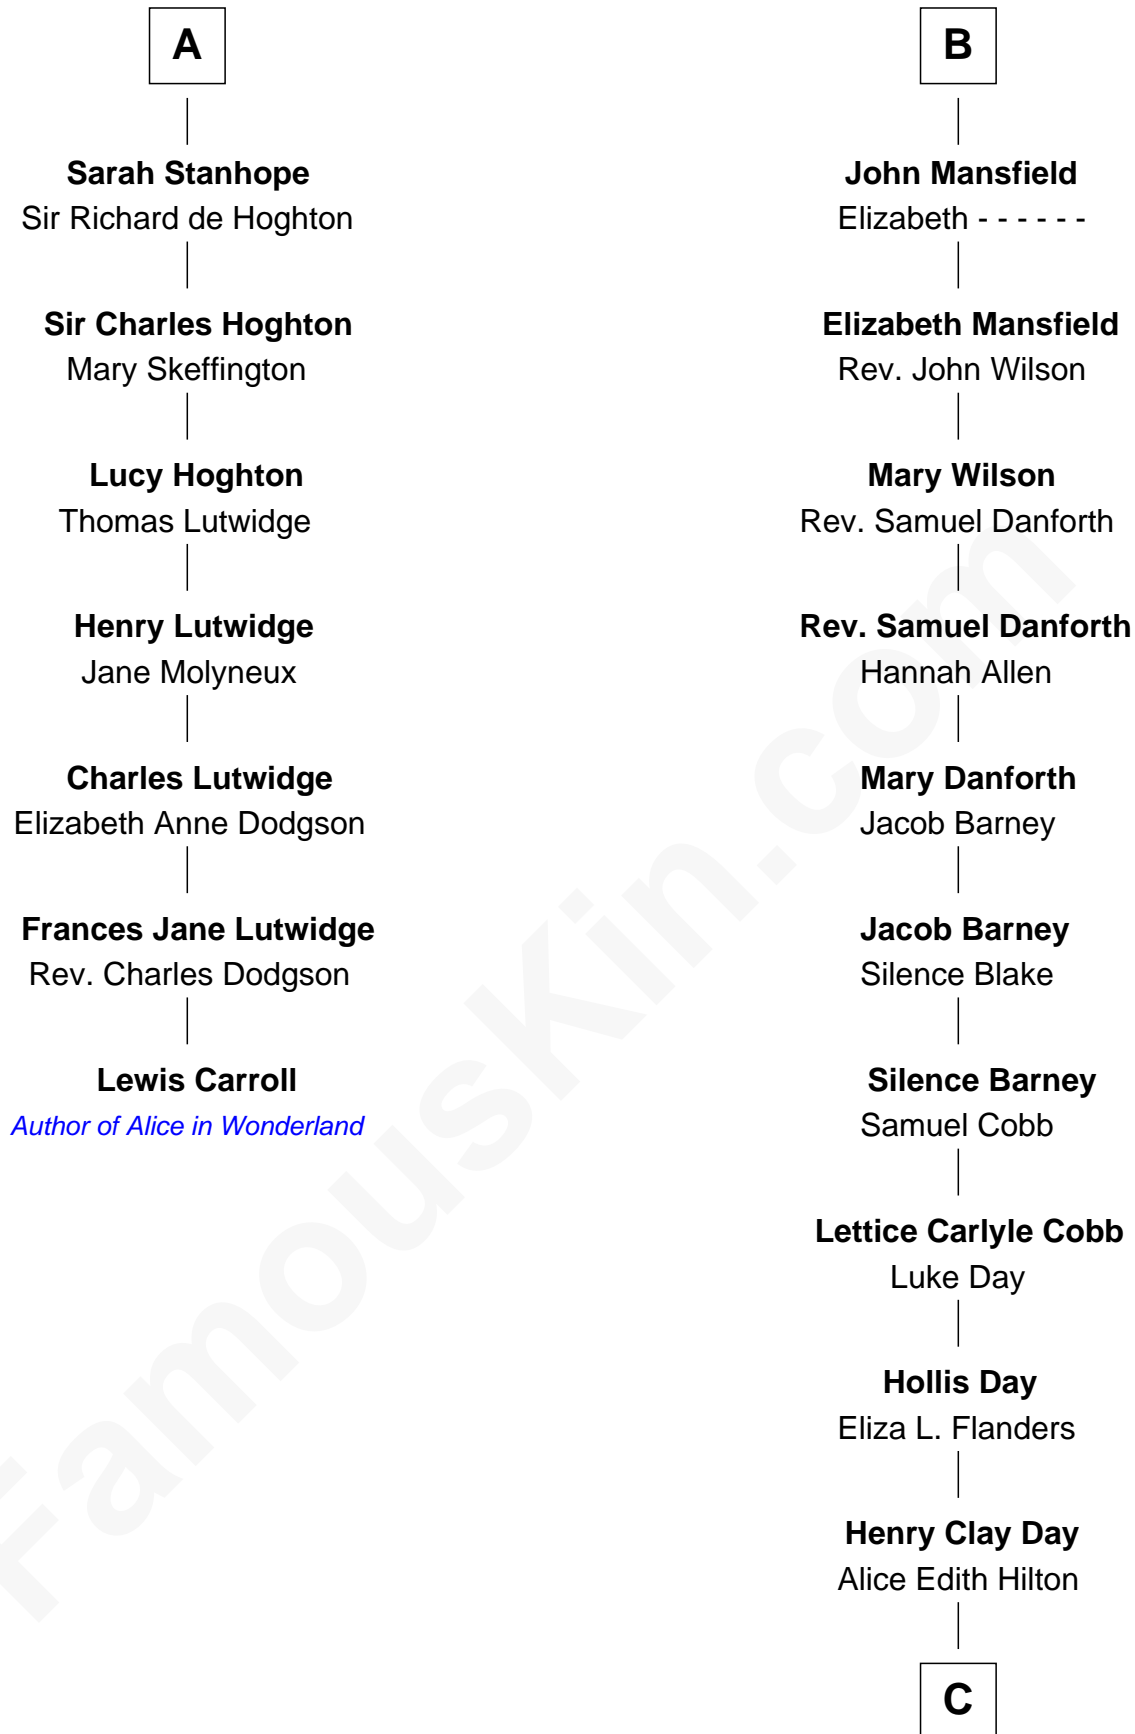 A
Sarah Stanhope
Sir Richard de Hoghton
Sir Charles Hoghton
Mary Skeffington
Lucy Hoghton
Thomas Lutwidge
Henry Lutwidge
Jane Molyneux
Charles Lutwidge
Elizabeth Anne Dodgson
Frances Jane Lutwidge
Rev. Charles Dodgson
Lewis Carroll
Author of Alice in Wonderland
B
John Mansfield
Elizabeth - - - - - -
Elizabeth Mansfield
Rev. John Wilson
Mary Wilson
Rev. Samuel Danforth
Rev. Samuel Danforth
Hannah Allen
Mary Danforth
Jacob Barney
Jacob Barney
Silence Blake
Silence Barney
Samuel Cobb
Lettice Carlyle Cobb
Luke Day
Hollis Day
Eliza L. Flanders
Henry Clay Day
Alice Edith Hilton
C
FamousKin.com